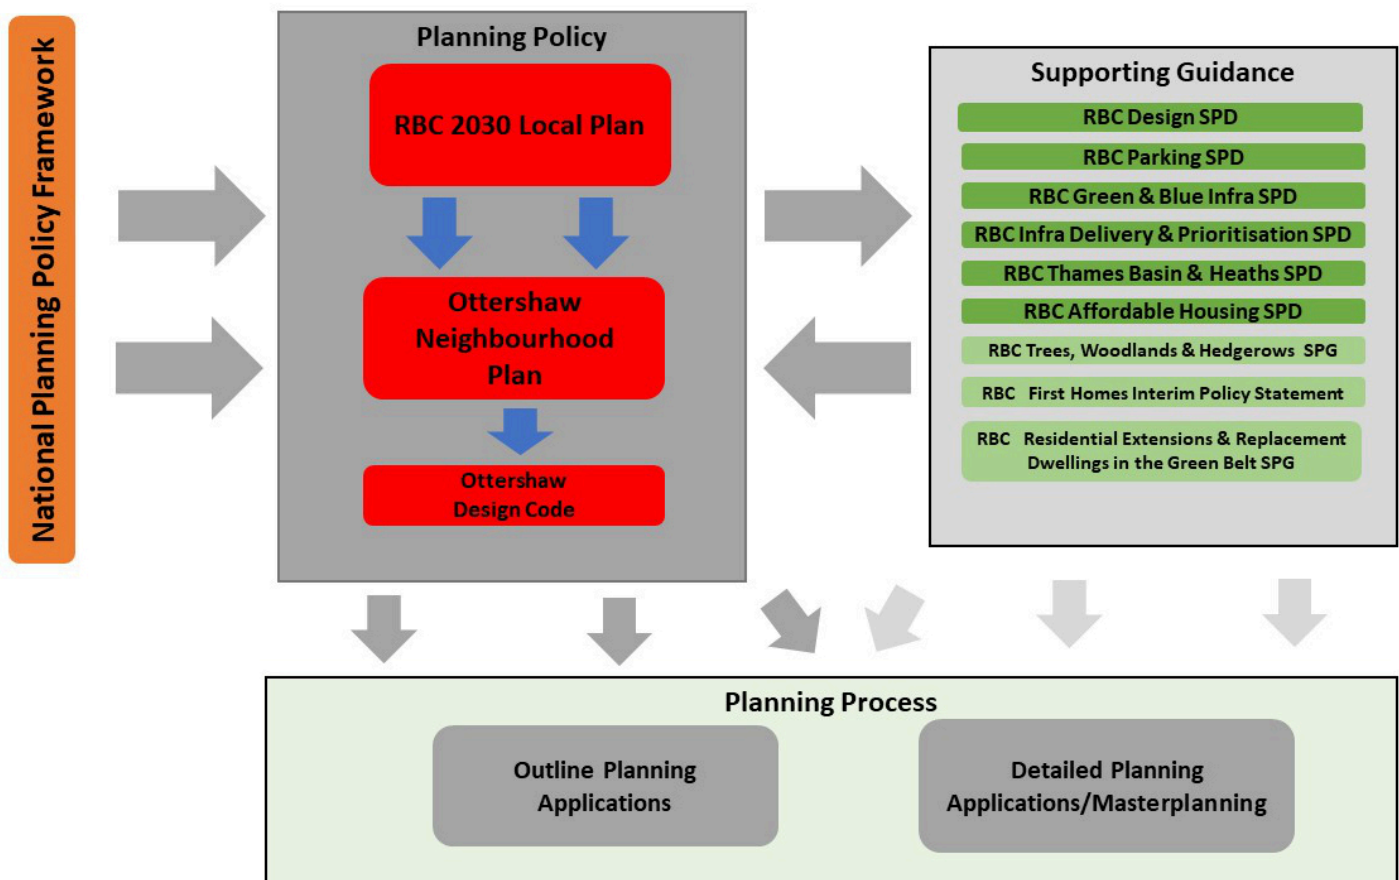 National Planning Policy Framework
Planning Policy
RBC 2030 Local Plan
Ottershaw
Neighbourhood
Plan
Ottershaw
Design Code
Supporting Guidance
RBC Design SPD
RBC Parking SPD
RBC Green & Blue Infra SPD
RBC Infra Delivery & Prioritisation SPD
RBC Thames Basin & Heaths SPD
RBC Affordable Housing SPD
RBC Trees, Woodlands & Hedgerows SPG
RBC First Homes Interim Policy Statement
RBC Residential Extensions & Replacement
Dwellings in the Green Belt SPG
Planning Process
Outline Planning
Applications
Detailed Planning
Applications/Masterplanning